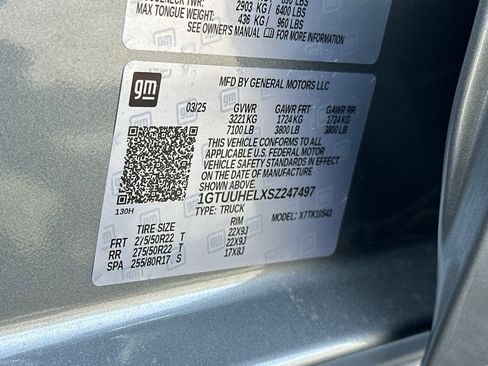 2903 KG / 6400 LBS
MAX TONGUE WEIGHT: 436 KG / 960 LBS
SEE OWNER'S MANUAL FOR MORE INFORMATION
gm
MFD BY GENERAL MOTORS LLC
03/25 GVWR GAWR FRT GAWR RR
3221KG 1724 KG 1724 KG
7100 LB 3800 LB 3800LB
THIS VEHICLE CONFORMS TO ALL
APPLICABLE U.S. FEDERAL MOTOR
VEHICLE SAFETY STANDARDS IN EFFECT ON
THE DATE OF MANUFACTURE SHOWN ABOVE.
1GTUUHELXSZ247497
130H
TYPE: TRUCK MODEL: X7TK10543
TIRE SIZE RIM
FRT 275/50R22 T 22X9J
RR 275/50R22 T 22X9J
SPA 255/80R17 S 17X8J